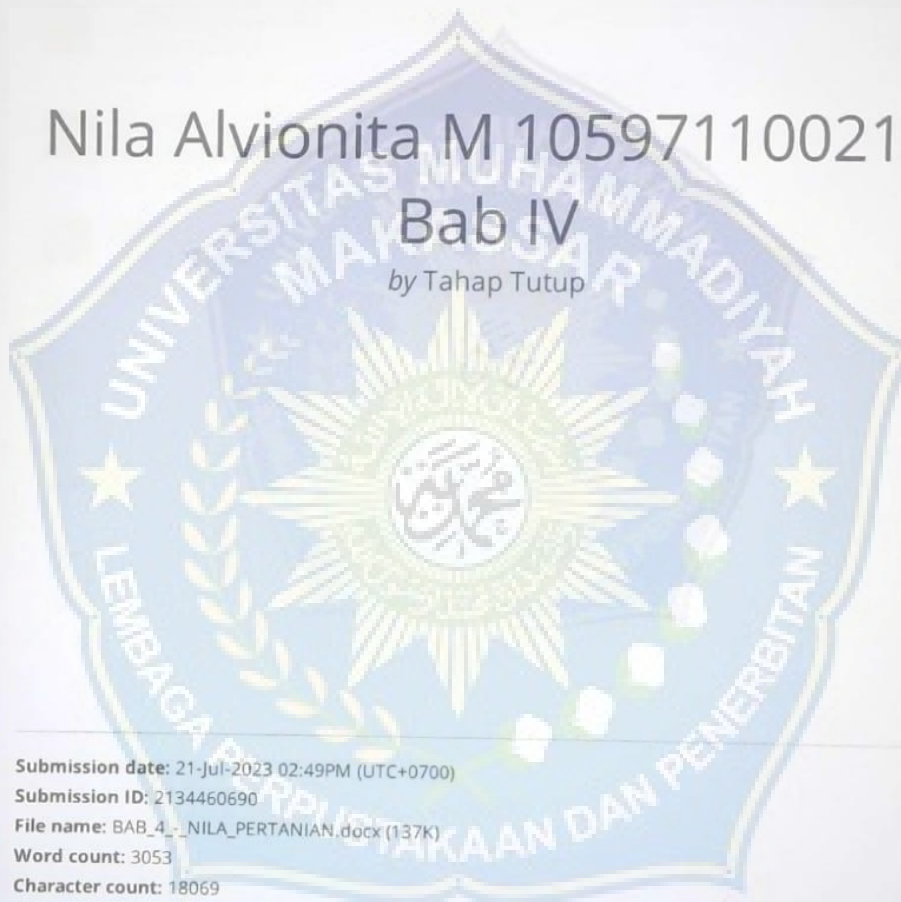 Nila Alvionita M 10597110021
Bab IV
by Tahap Tutup
UNIVERSITAS MUHAMMADIYAH
MAKASSAR
LEMBAGA PERPUSTAKAAN DAN PENERBITAN
Submission date: 21-Jul-2023 02:49PM (UTC+0700)
Submission ID: 2134460690
File name: BAB_4_-_NILA_PERTANIAN.docx (137K)
Word count: 3053
Character count: 18069